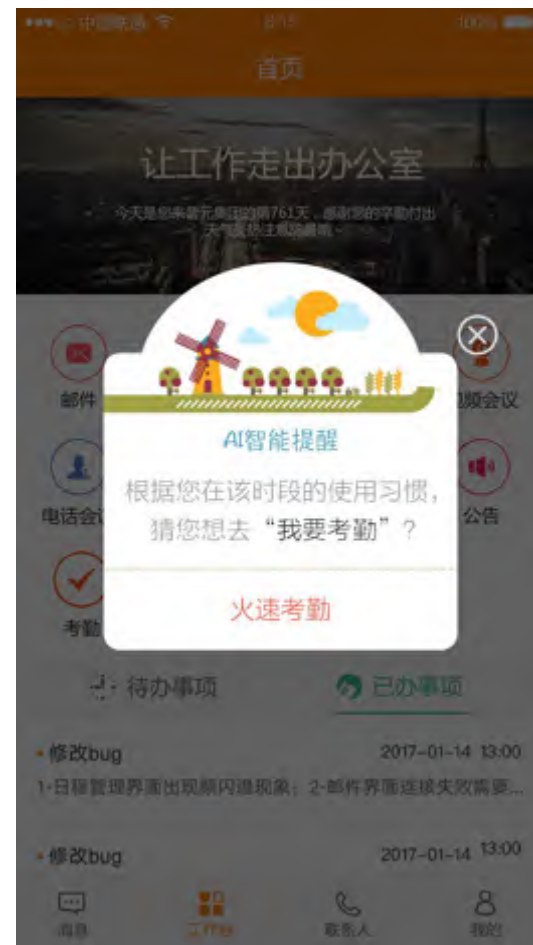 首页
让工作走出办公室
邮件
视频会议
AI智能提醒
根据您在该时段的使用习惯，
猜您想去“我要考勤”？
火速考勤
电话会议
公告
考勤
待办事项
已办事项
修改bug
2017-01-14 13:00
1-日程管理界面出现频闪退现象；2-邮件界面连接失败需要...
修改bug
2017-01-14 13:00
消息
工作台
联系人
我的